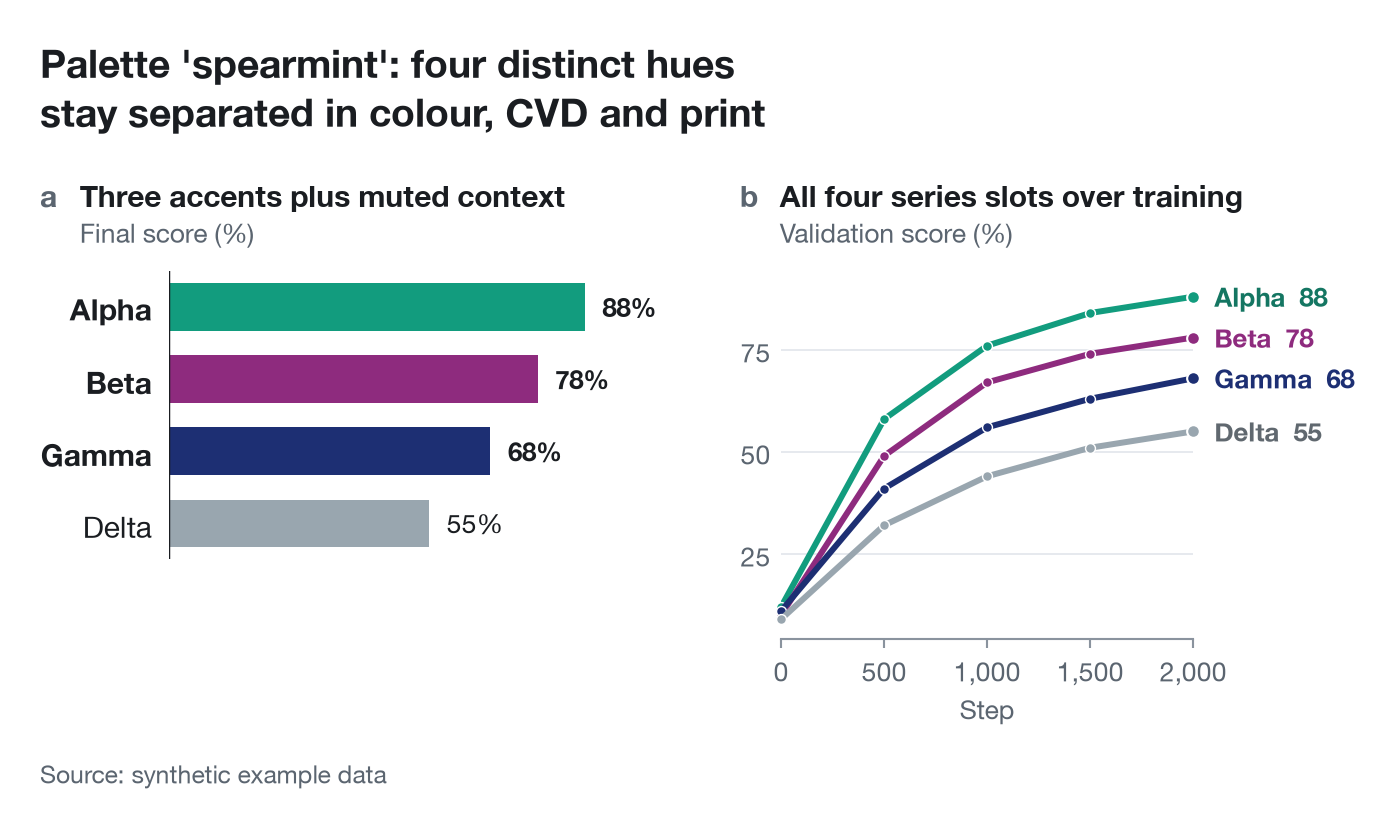 Palette 'spearmint': four distinct hues
stay separated in colour, CVD and print
a Three accents plus muted context
Final score (%)
Alpha 88%
Beta 78%
Gamma 68%
Delta 55%
b All four series slots over training
Validation score (%)
Alpha 88
Beta 78
75
Gamma 68
Delta 55
50
25
0 500 1,000 1,500 2,000
Step
Source: synthetic example data